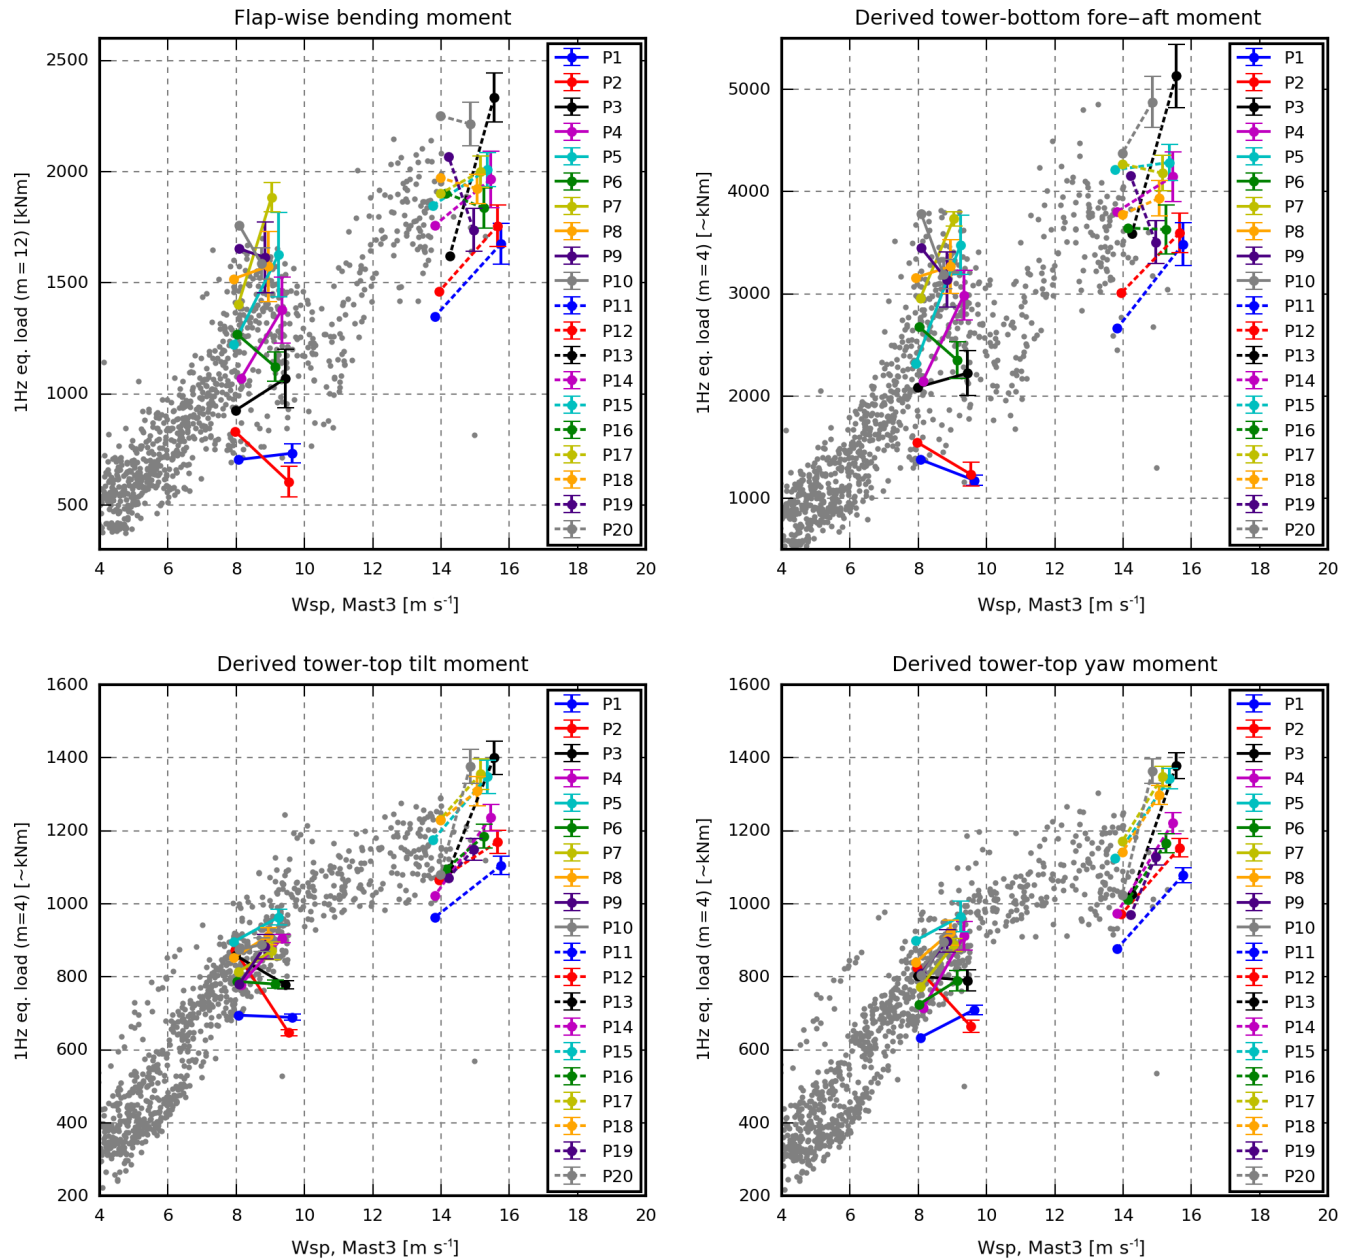 Flap-wise bending moment
1Hz eq. load (m=12) [kNm]
2500
2000
1500
1000
500
4 6 8 10 12 14 16 18 20
Wsp, Mast3 [m s⁻¹]
P1
P2
P3
P4
P5
P6
P7
P8
P9
P10
P11
P12
P13
P14
P15
P16
P17
P18
P19
P20
Derived tower-bottom fore−aft moment
1Hz eq. load (m=4) [~kNm]
5000
4000
3000
2000
1000
4 6 8 10 12 14 16 18 20
Wsp, Mast3 [m s⁻¹]
P1
P2
P3
P4
P5
P6
P7
P8
P9
P10
P11
P12
P13
P14
P15
P16
P17
P18
P19
P20
Derived tower-top tilt moment
1Hz eq. load (m=4) [~kNm]
1600
1400
1200
1000
800
600
400
200
4 6 8 10 12 14 16 18 20
Wsp, Mast3 [m s⁻¹]
P1
P2
P3
P4
P5
P6
P7
P8
P9
P10
P11
P12
P13
P14
P15
P16
P17
P18
P19
P20
Derived tower-top yaw moment
1Hz eq. load (m=4) [~kNm]
1600
1400
1200
1000
800
600
400
200
4 6 8 10 12 14 16 18 20
Wsp, Mast3 [m s⁻¹]
P1
P2
P3
P4
P5
P6
P7
P8
P9
P10
P11
P12
P13
P14
P15
P16
P17
P18
P19
P20